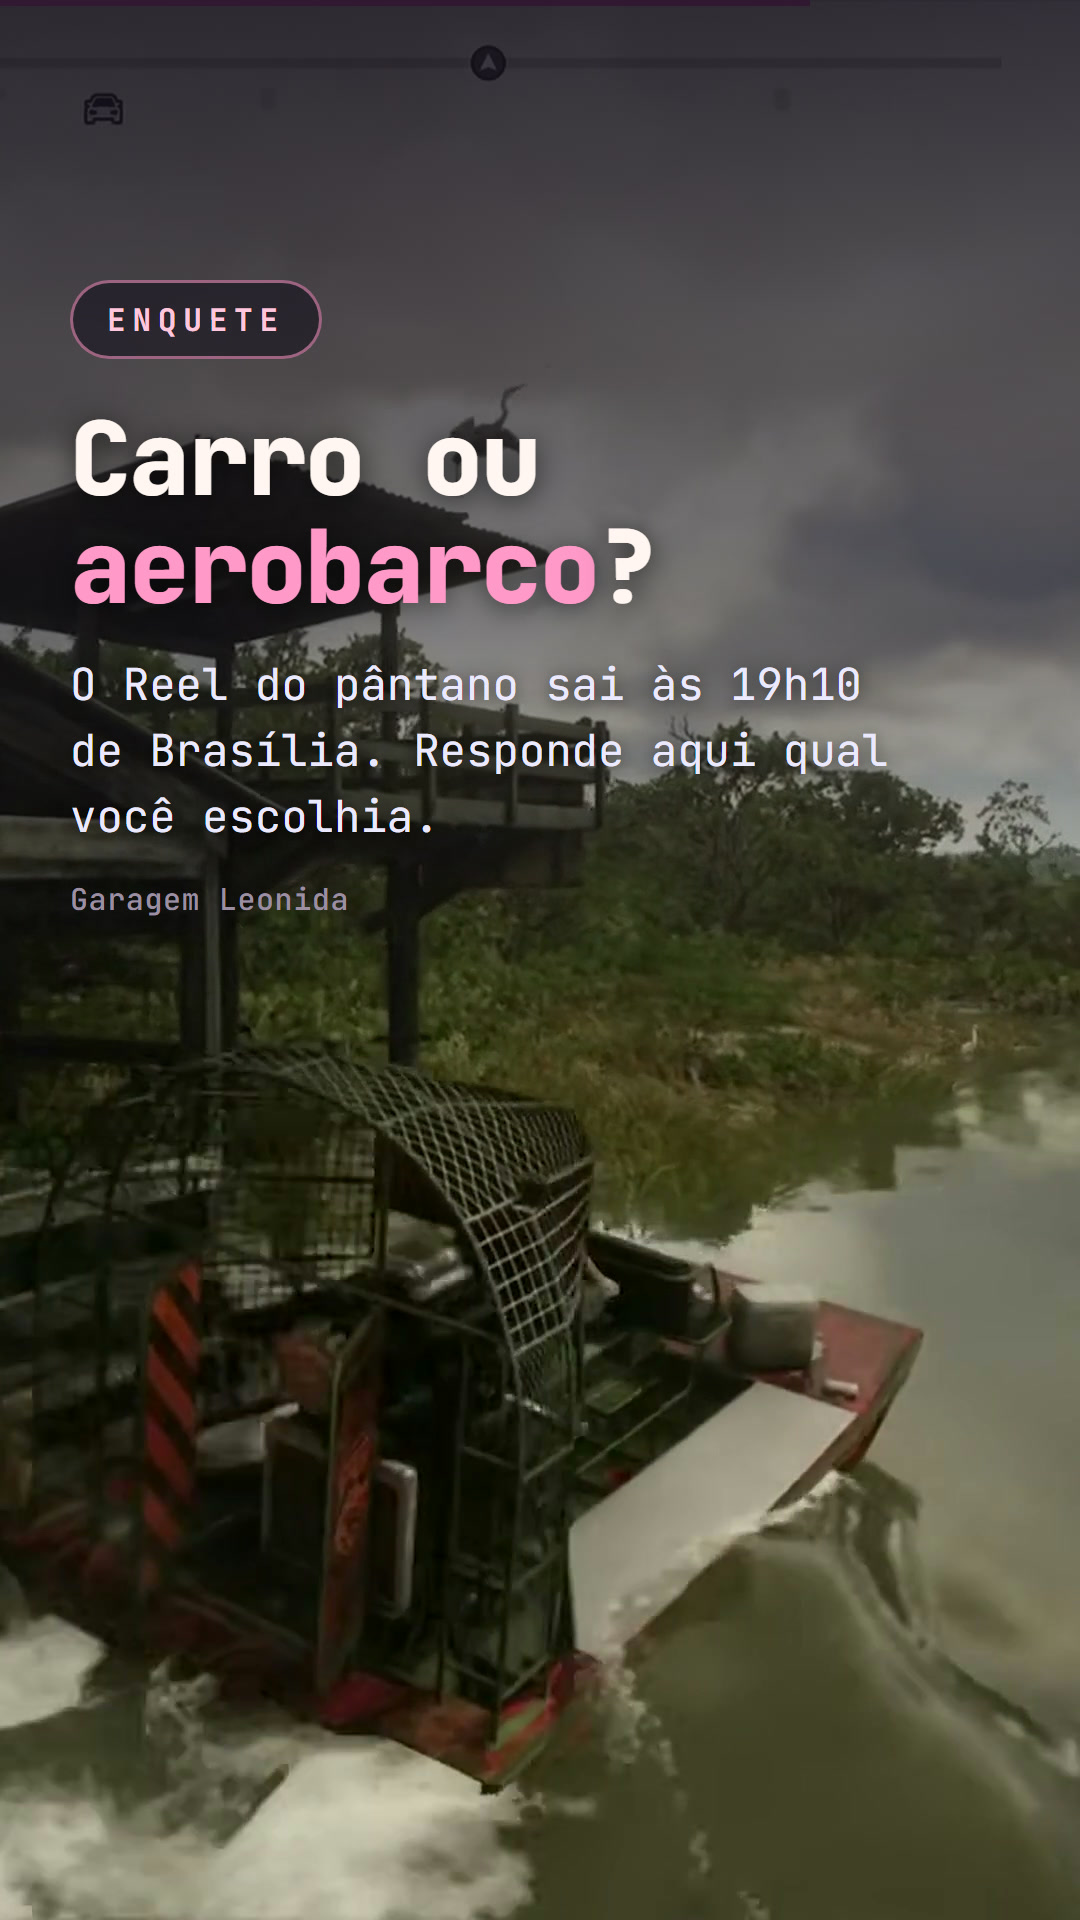 ENQUETE
Carro ou
aerobarco?
O Reel do pântano sai às 19h10
de Brasília. Responde aqui qual
você escolhia.
Garagem Leonida